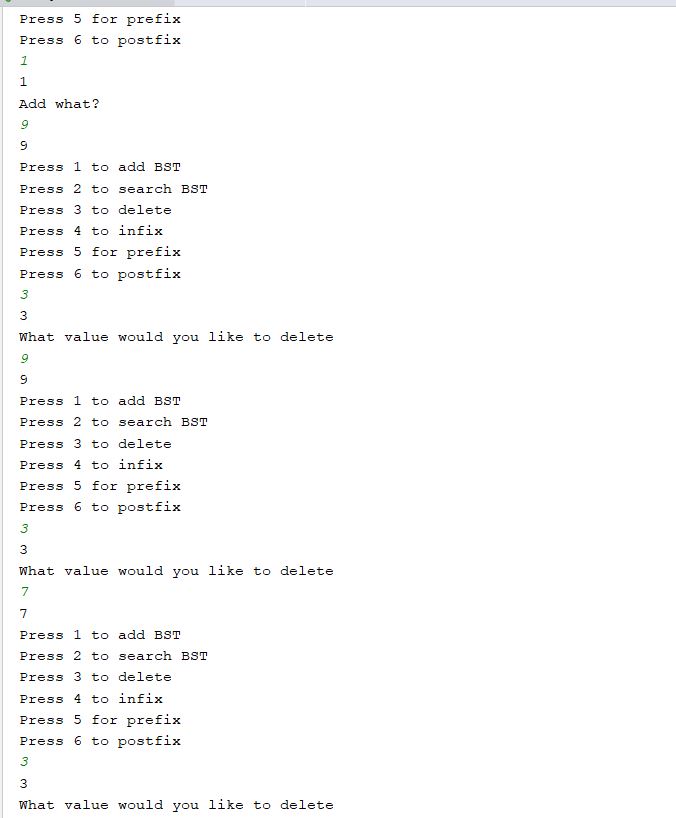 Press 5 for prefix
Press 6 to postfix
1
1
Add what?
9
9
Press 1 to add BST
Press 2 to search BST
Press 3 to delete
Press 4 to infix
Press 5 for prefix
Press 6 to postfix
3
3
What value would you like to delete
9
9
Press 1 to add BST
Press 2 to search BST
Press 3 to delete
Press 4 to infix
Press 5 for prefix
Press 6 to postfix
3
3
What value would you like to delete
7
7
Press 1 to add BST
Press 2 to search BST
Press 3 to delete
Press 4 to infix
Press 5 for prefix
Press 6 to postfix
3
3
What value would you like to delete